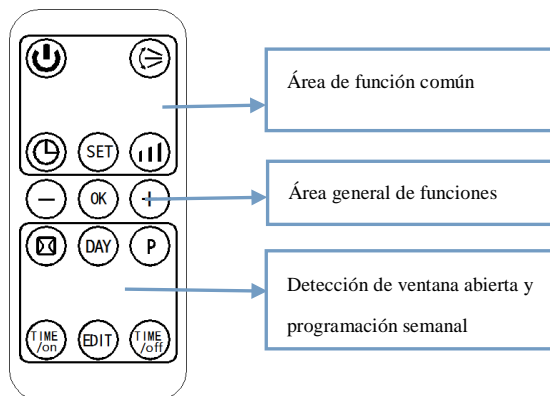 Área de función común
SET
− OK +
Área general de funciones
DAY P
Detección de ventana abierta y
programación semanal
TIME EDIT TIME
/on /off